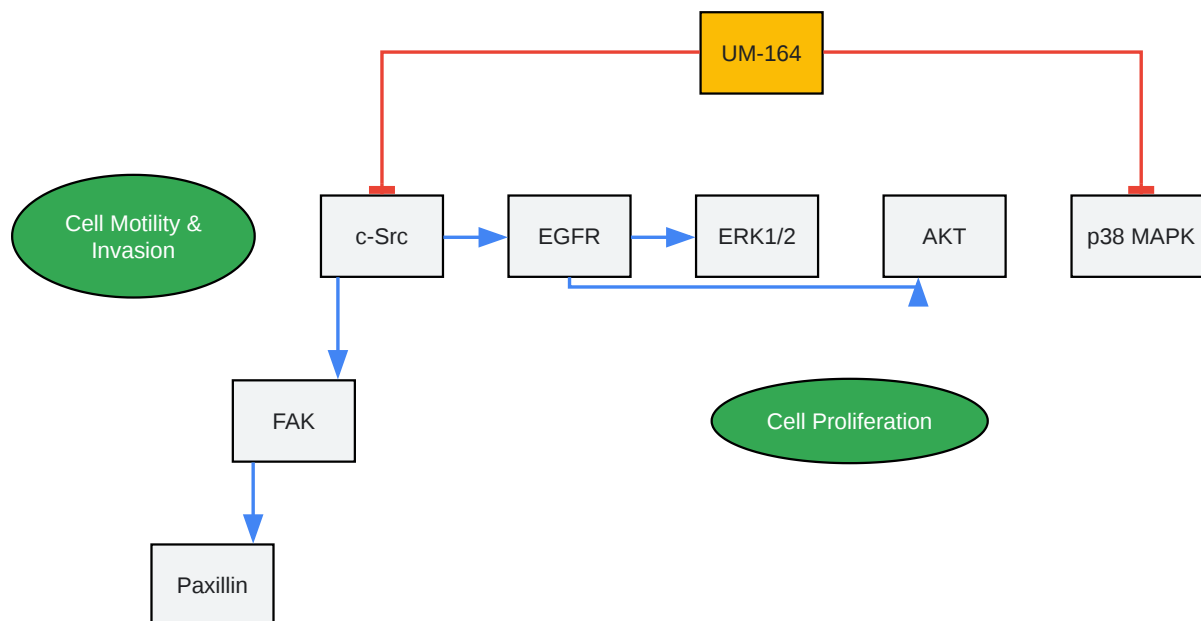 UM-164
Cell Motility &
Invasion
c-Src
EGFR
ERK1/2
AKT
p38 MAPK
FAK
Cell Proliferation
Paxillin